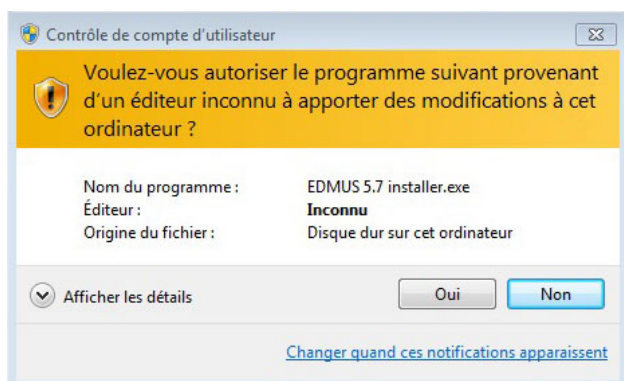 Contrôle de compte d'utilisateur
Voulez-vous autoriser le programme suivant provenant
d'un éditeur inconnu à apporter des modifications à cet
ordinateur ?
Nom du programme : EDMUS 5.7 installer.exe
Éditeur : Inconnu
Origine du fichier : Disque dur sur cet ordinateur
Afficher les détails Oui Non
Changer quand ces notifications apparaissent